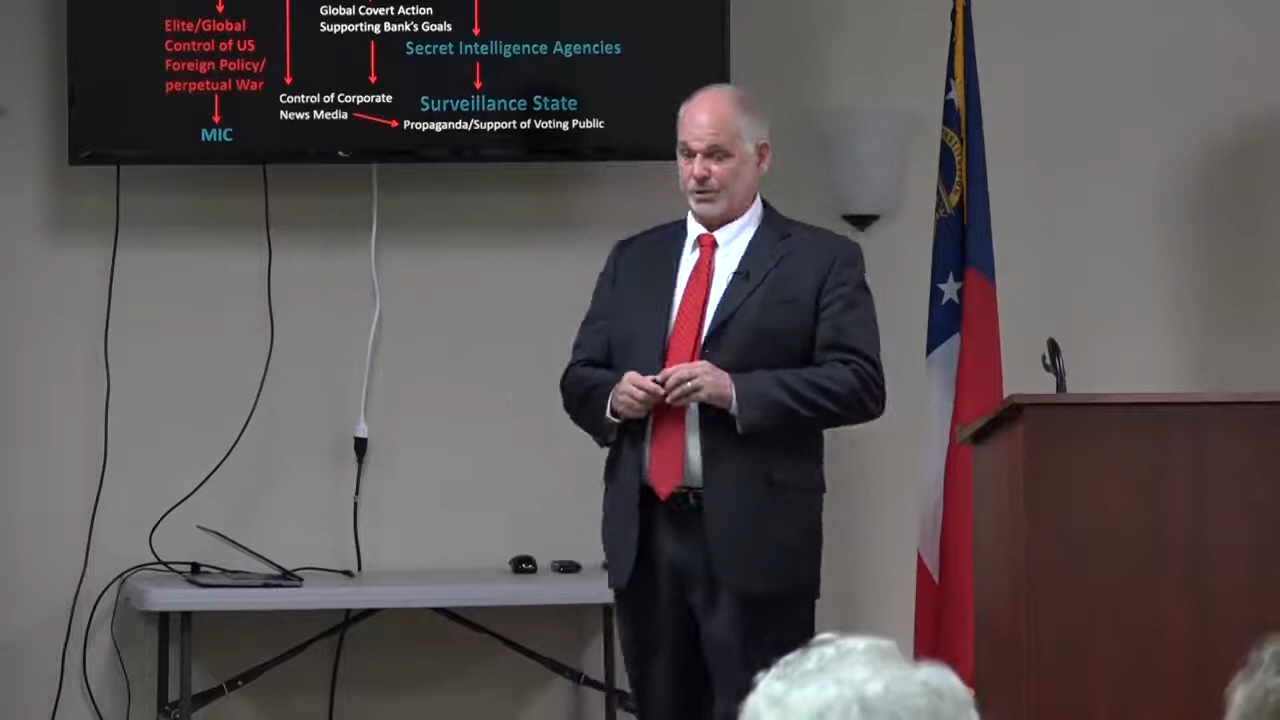 Elite/Global
Control of US
Foreign Policy/
perpetual War
MIC
Global Covert Action
Supporting Bank's Goals
Control of Corporate
News Media
Secret Intelligence Agencies
Surveillance State
Propaganda/Support of Voting Public